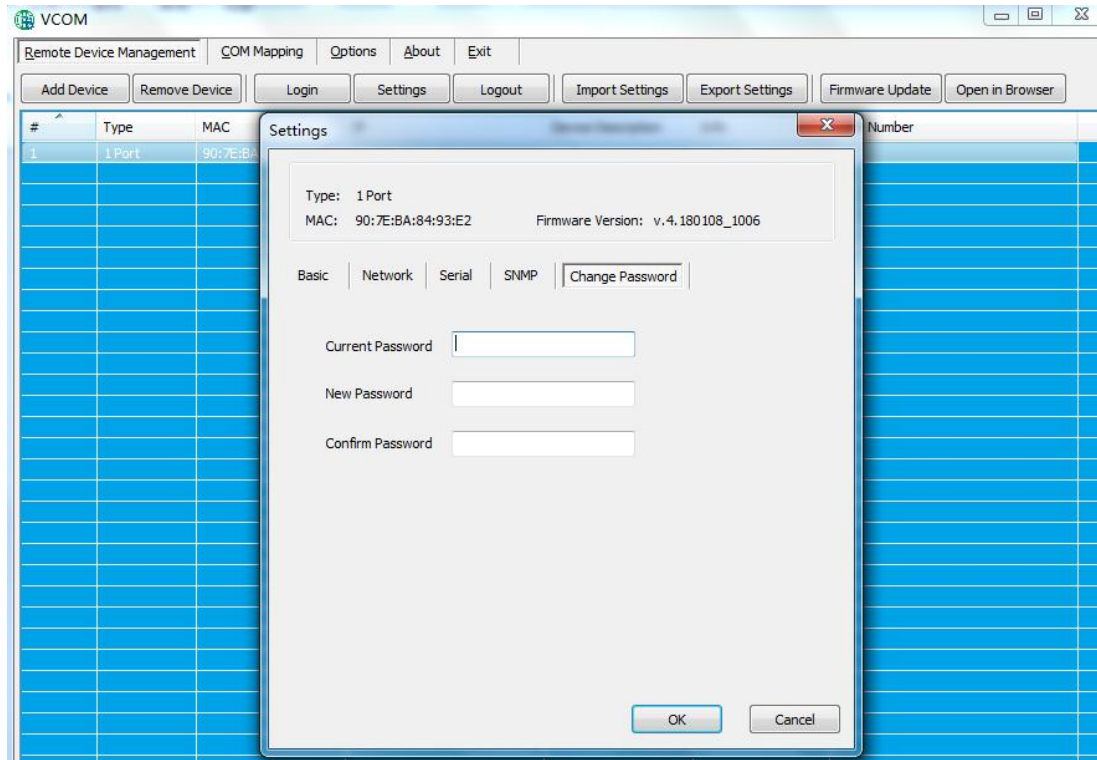 VCOM
Remote Device Management COM Mapping Options About Exit
Add Device Remove Device Login Settings Logout Import Settings Export Settings Firmware Update Open in Browser
# Type MAC Number
1 1 Port 90:7E:BA
Settings
Type: 1 Port
MAC: 90:7E:BA:84:93:E2 Firmware Version: v.4.180108_1006
Basic Network Serial SNMP Change Password
Current Password
New Password
Confirm Password
OK Cancel